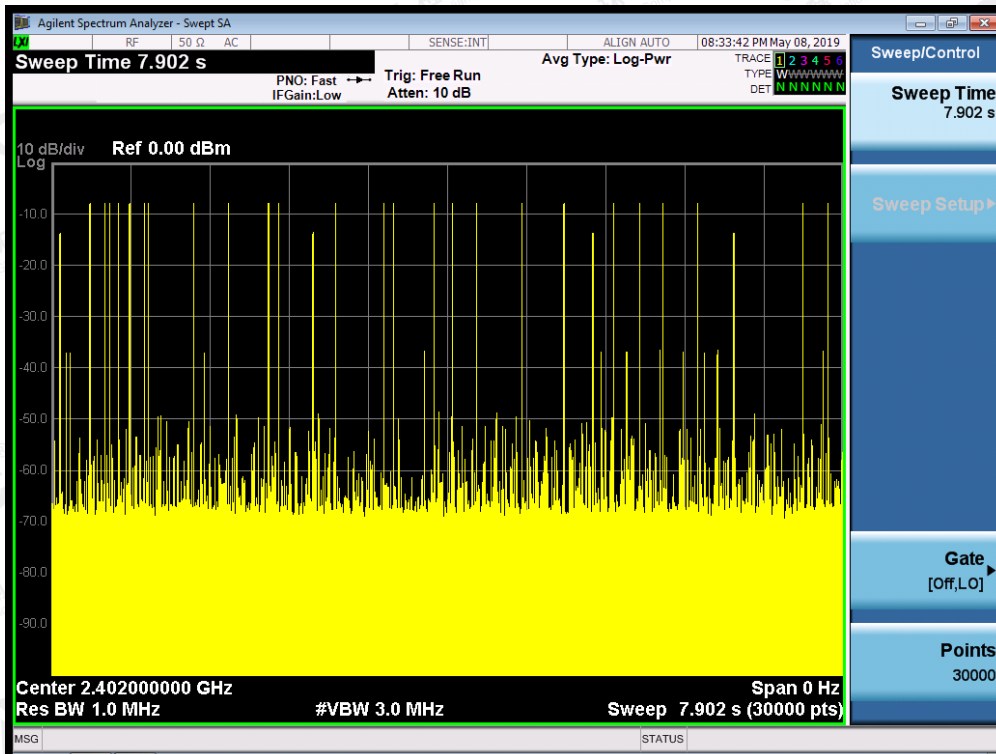 Agilent Spectrum Analyzer - Swept SA
LXI RF 50 Ω AC SENSE:INT ALIGN AUTO 08:33:42 PM May 08, 2019
Sweep Time 7.902 s
Avg Type: Log-Pwr
TRACE 1 2 3 4 5 6
TYPE WWWWWW
DET N N N N N N
PNO: Fast
IFGain:Low
Trig: Free Run
Atten: 10 dB
10 dB/div
Log
Ref 0.00 dBm
-10.0
-20.0
-30.0
-40.0
-50.0
-60.0
-70.0
-80.0
-90.0
Center 2.402000000 GHz
Span 0 Hz
Res BW 1.0 MHz
#VBW 3.0 MHz
Sweep 7.902 s (30000 pts)
MSG
STATUS
Sweep/Control
Sweep Time
7.902 s
Sweep Setup
Gate
[Off,LO]
Points
30000